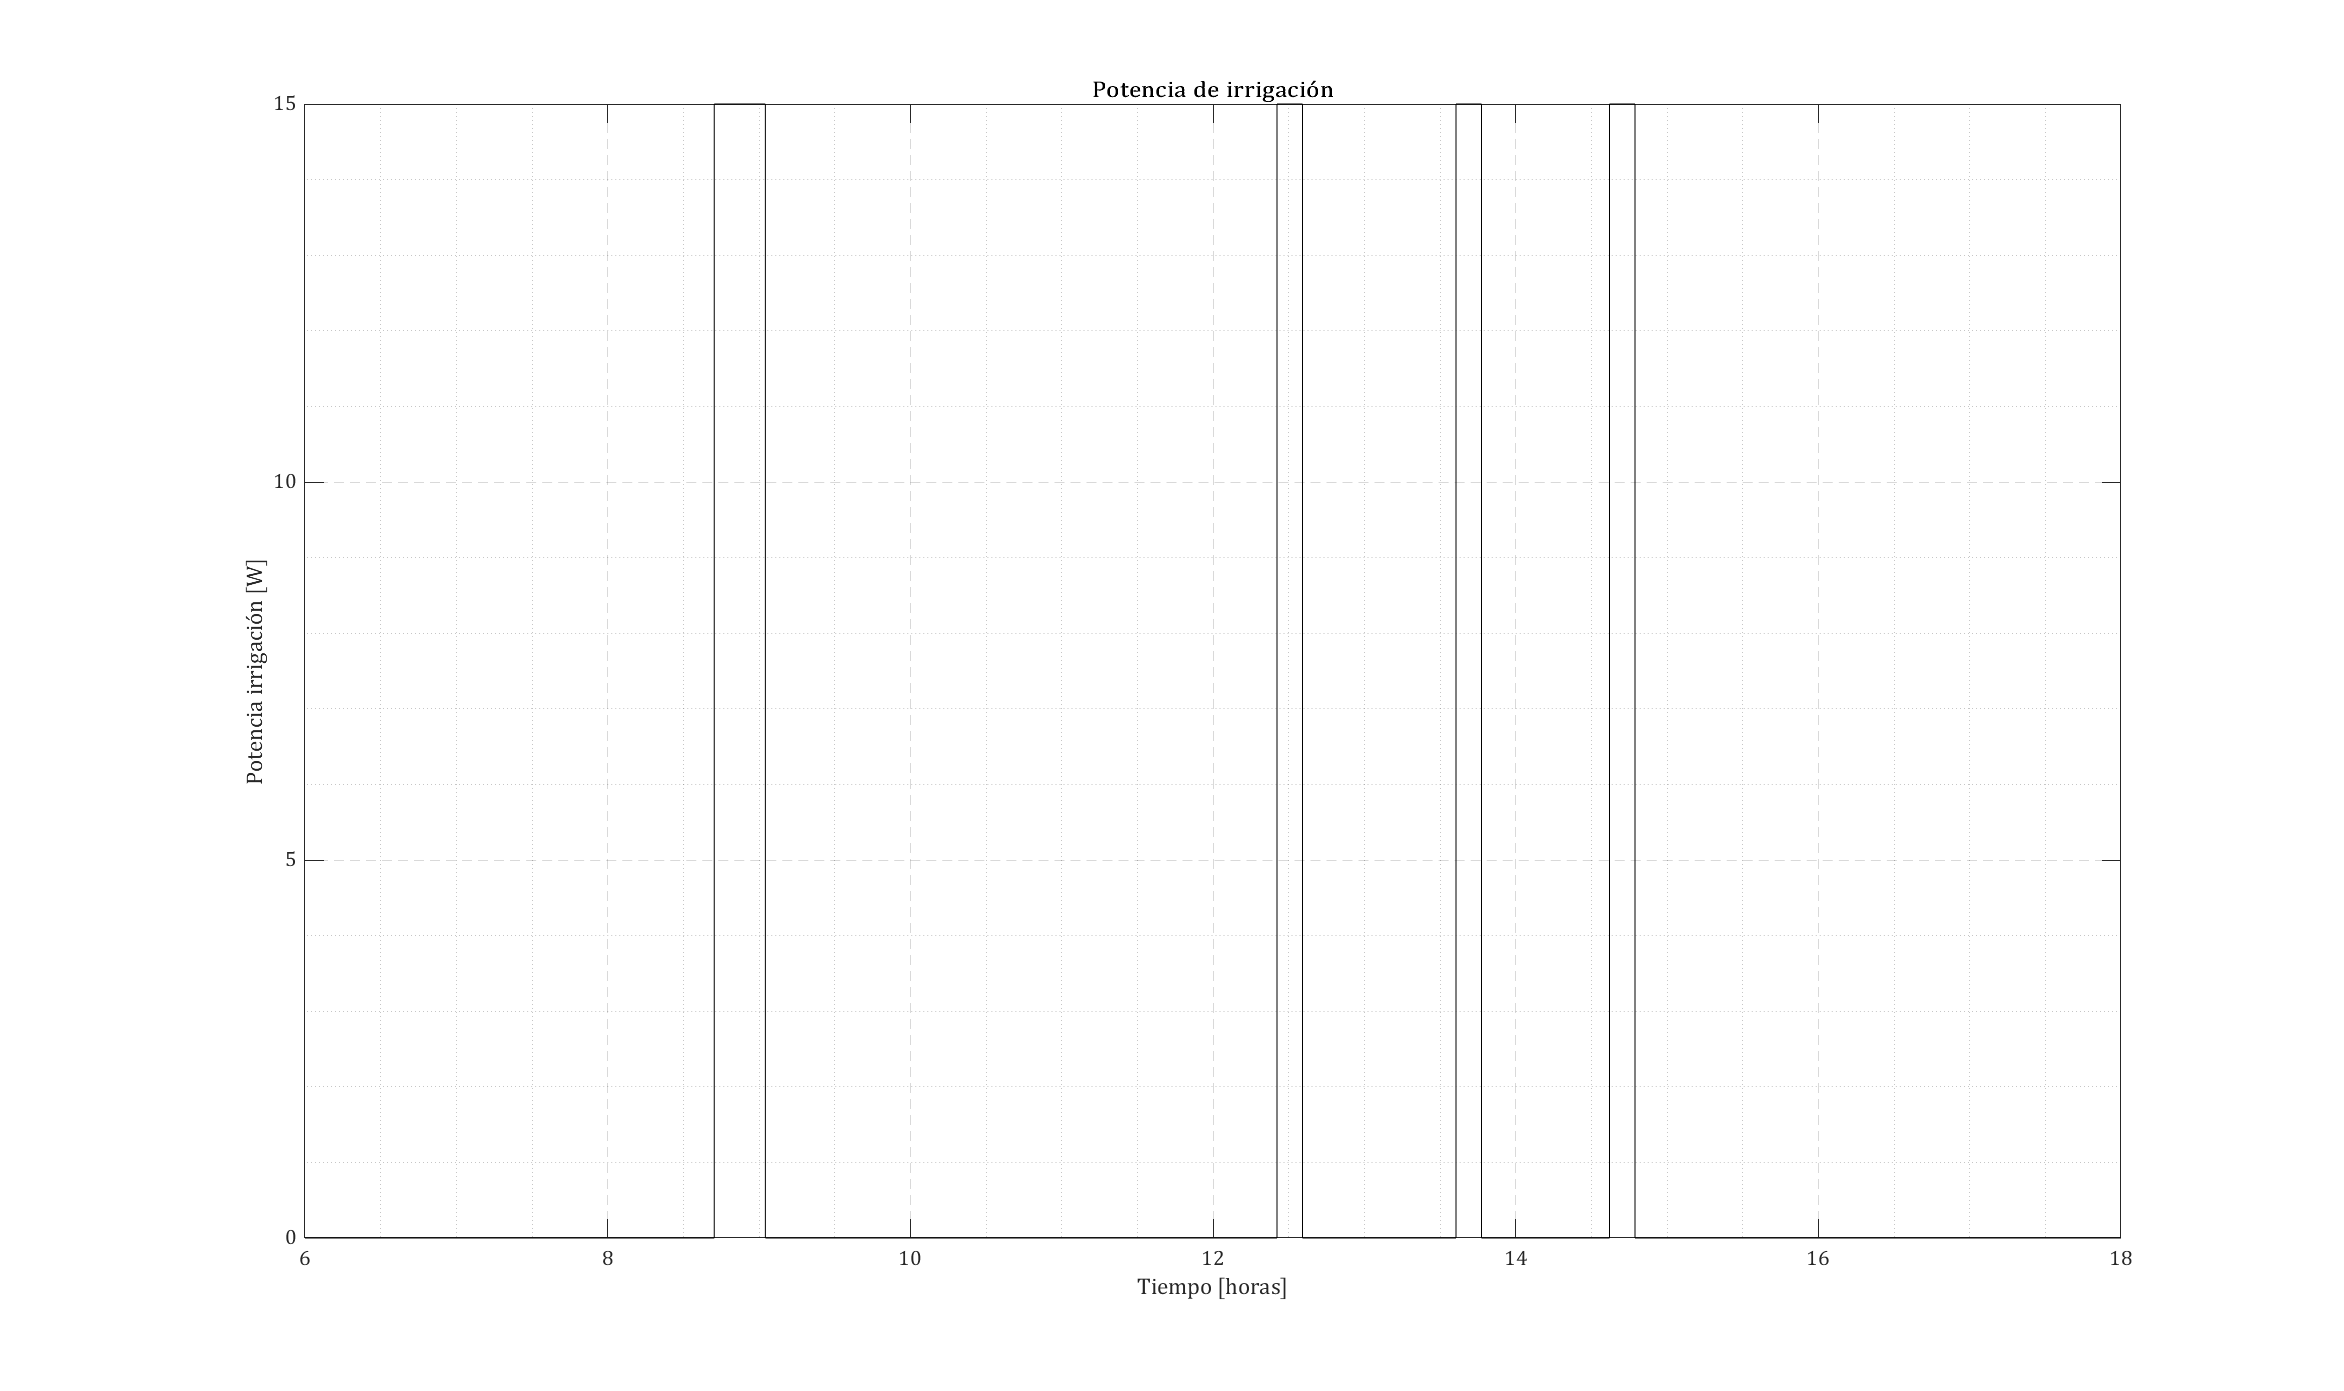 Potencia de irrigación
15
10
5
0
Potencia irrigación [W]
6 8 10 12 14 16 18
Tiempo [horas]